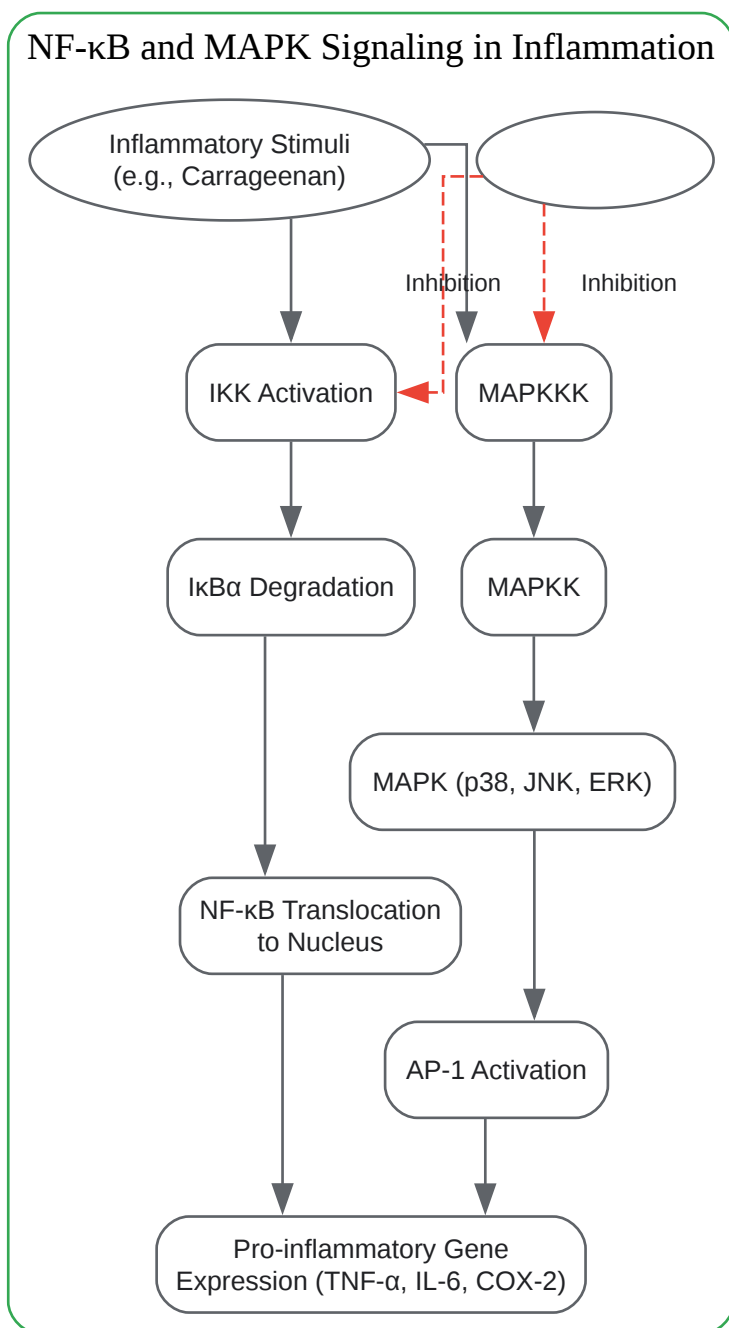 NF-κB and MAPK Signaling in Inflammation
Inflammatory Stimuli
(e.g., Carrageenan)
Inhibition
Inhibition
IKK Activation
MAPKKK
IκBα Degradation
MAPKK
MAPK (p38, JNK, ERK)
NF-κB Translocation
to Nucleus
AP-1 Activation
Pro-inflammatory Gene
Expression (TNF-α, IL-6, COX-2)